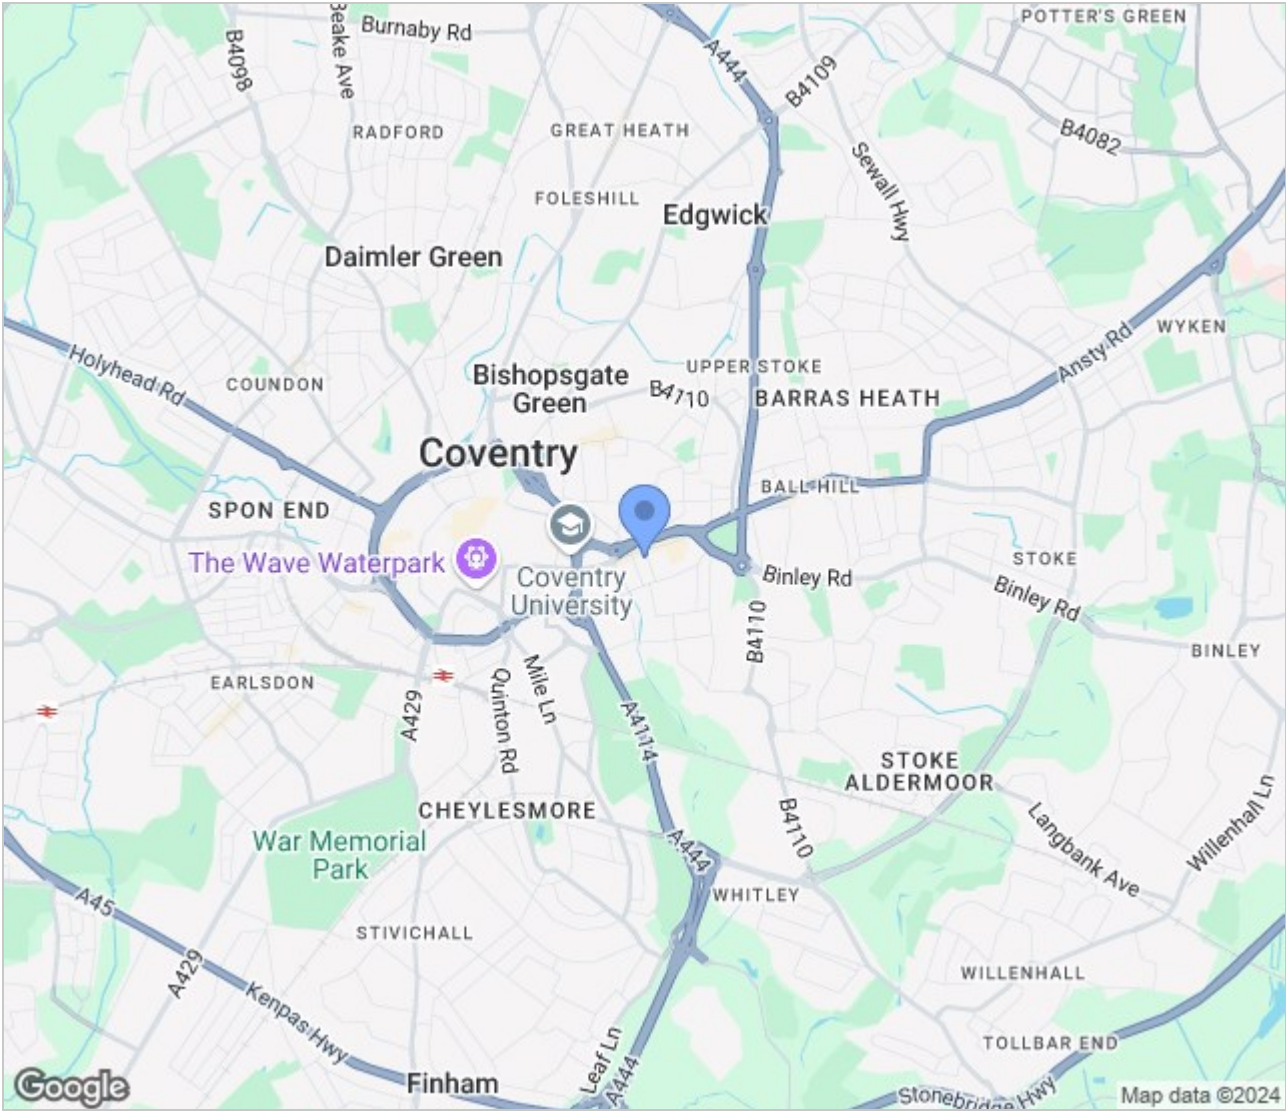 POTTER'S GREEN
Burnaby Rd
Beake Ave
B4098
A444
B4109
RADFORD
GREAT HEATH
B4082
Sewall Hwy
FOLESHILL
Edgwick
Daimler Green
WYKEN
Ansty Rd
Holyhead Rd
UPPER STOKE
Bishopsgate
Green
COUNDON
B4110
BARRAS HEATH
Coventry
BALL HILL
SPON END
The Wave Waterpark
Coventry
University
Binley Rd
STOKE
Binley Rd
B4110
BINLEY
EARLSDON
Mile Ln
Quinton Rd
A429
A4114
STOKE
ALDERMOOR
CHEYLESMORE
B4110
Langbank Ave
Willenhall Ln
War Memorial
Park
A444
WHITLEY
A45
STIVICHALL
A429
WILLENHALL
Kenpas Hwy
TOLLBAR END
Leaf Ln
A444
Finham
Stonebridge Hwy
Google
Map data ©2024